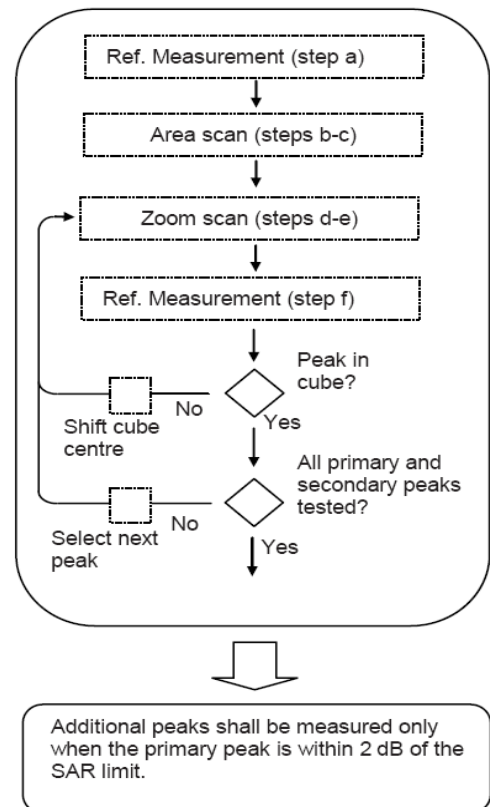 Ref. Measurement (step a)
Area scan (steps b-c)
Zoom scan (steps d-e)
Ref. Measurement (step f)
Peak in
cube?
No
Yes
Shift cube
centre
All primary and
secondary peaks
tested?
No
Yes
Select next
peak
Additional peaks shall be measured only
when the primary peak is within 2 dB of the
SAR limit.